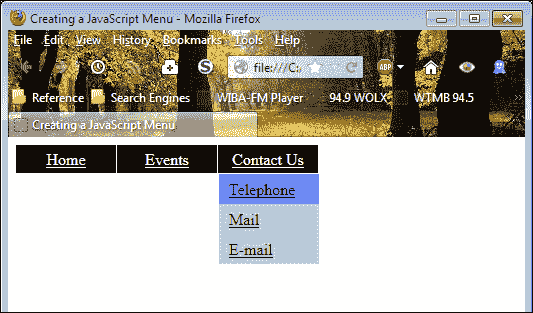 Creating a JavaScript Menu - Mozilla Firefox
File Edit View History Bookmarks Tools Help
file:///C: ABP
Reference Search Engines WIBA-FM Player 94.9 WOLX WTMB 94.5
Creating a JavaScript Menu
Home Events Contact Us
Telephone
Mail
E-mail